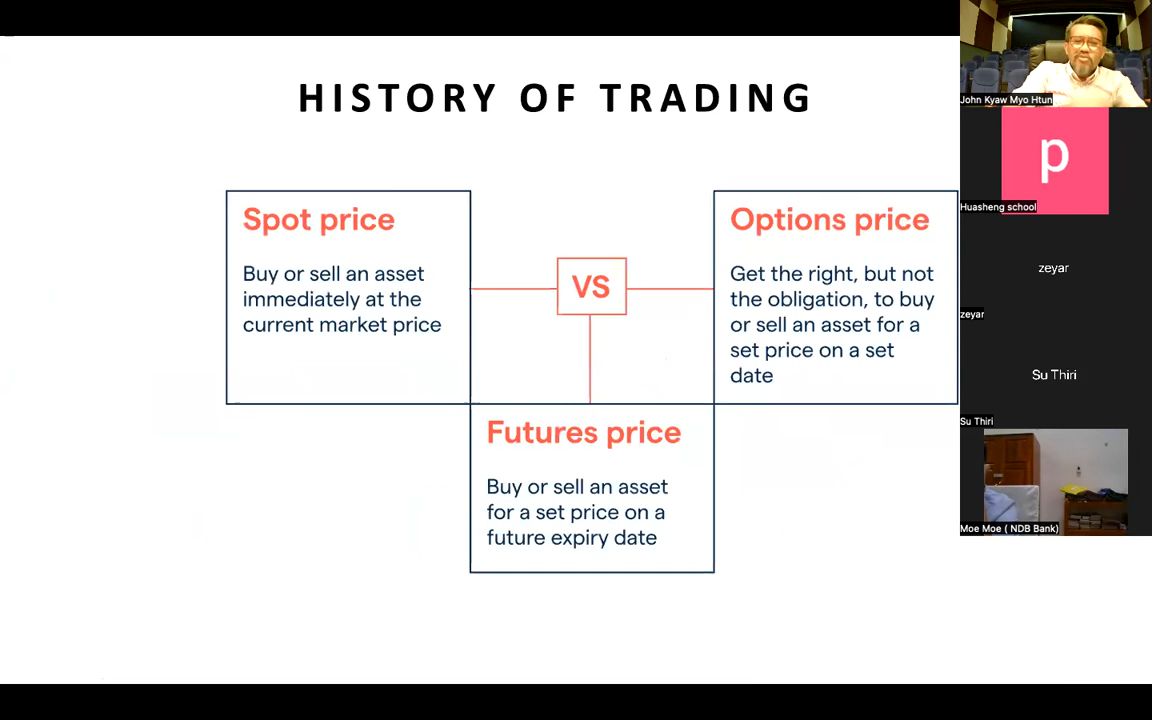 HISTORY OF TRADING
Spot price
Buy or sell an asset
immediately at the
current market price
VS
Options price
Get the right, but not
the obligation, to buy
or sell an asset for a
set price on a set
date
Futures price
Buy or sell an asset
for a set price on a
future expiry date
John Kyaw Myo Htun
p
Huasheng school
zeyar
zeyar
Su Thiri
Su Thiri
Moe Moe ( NDB Bank)